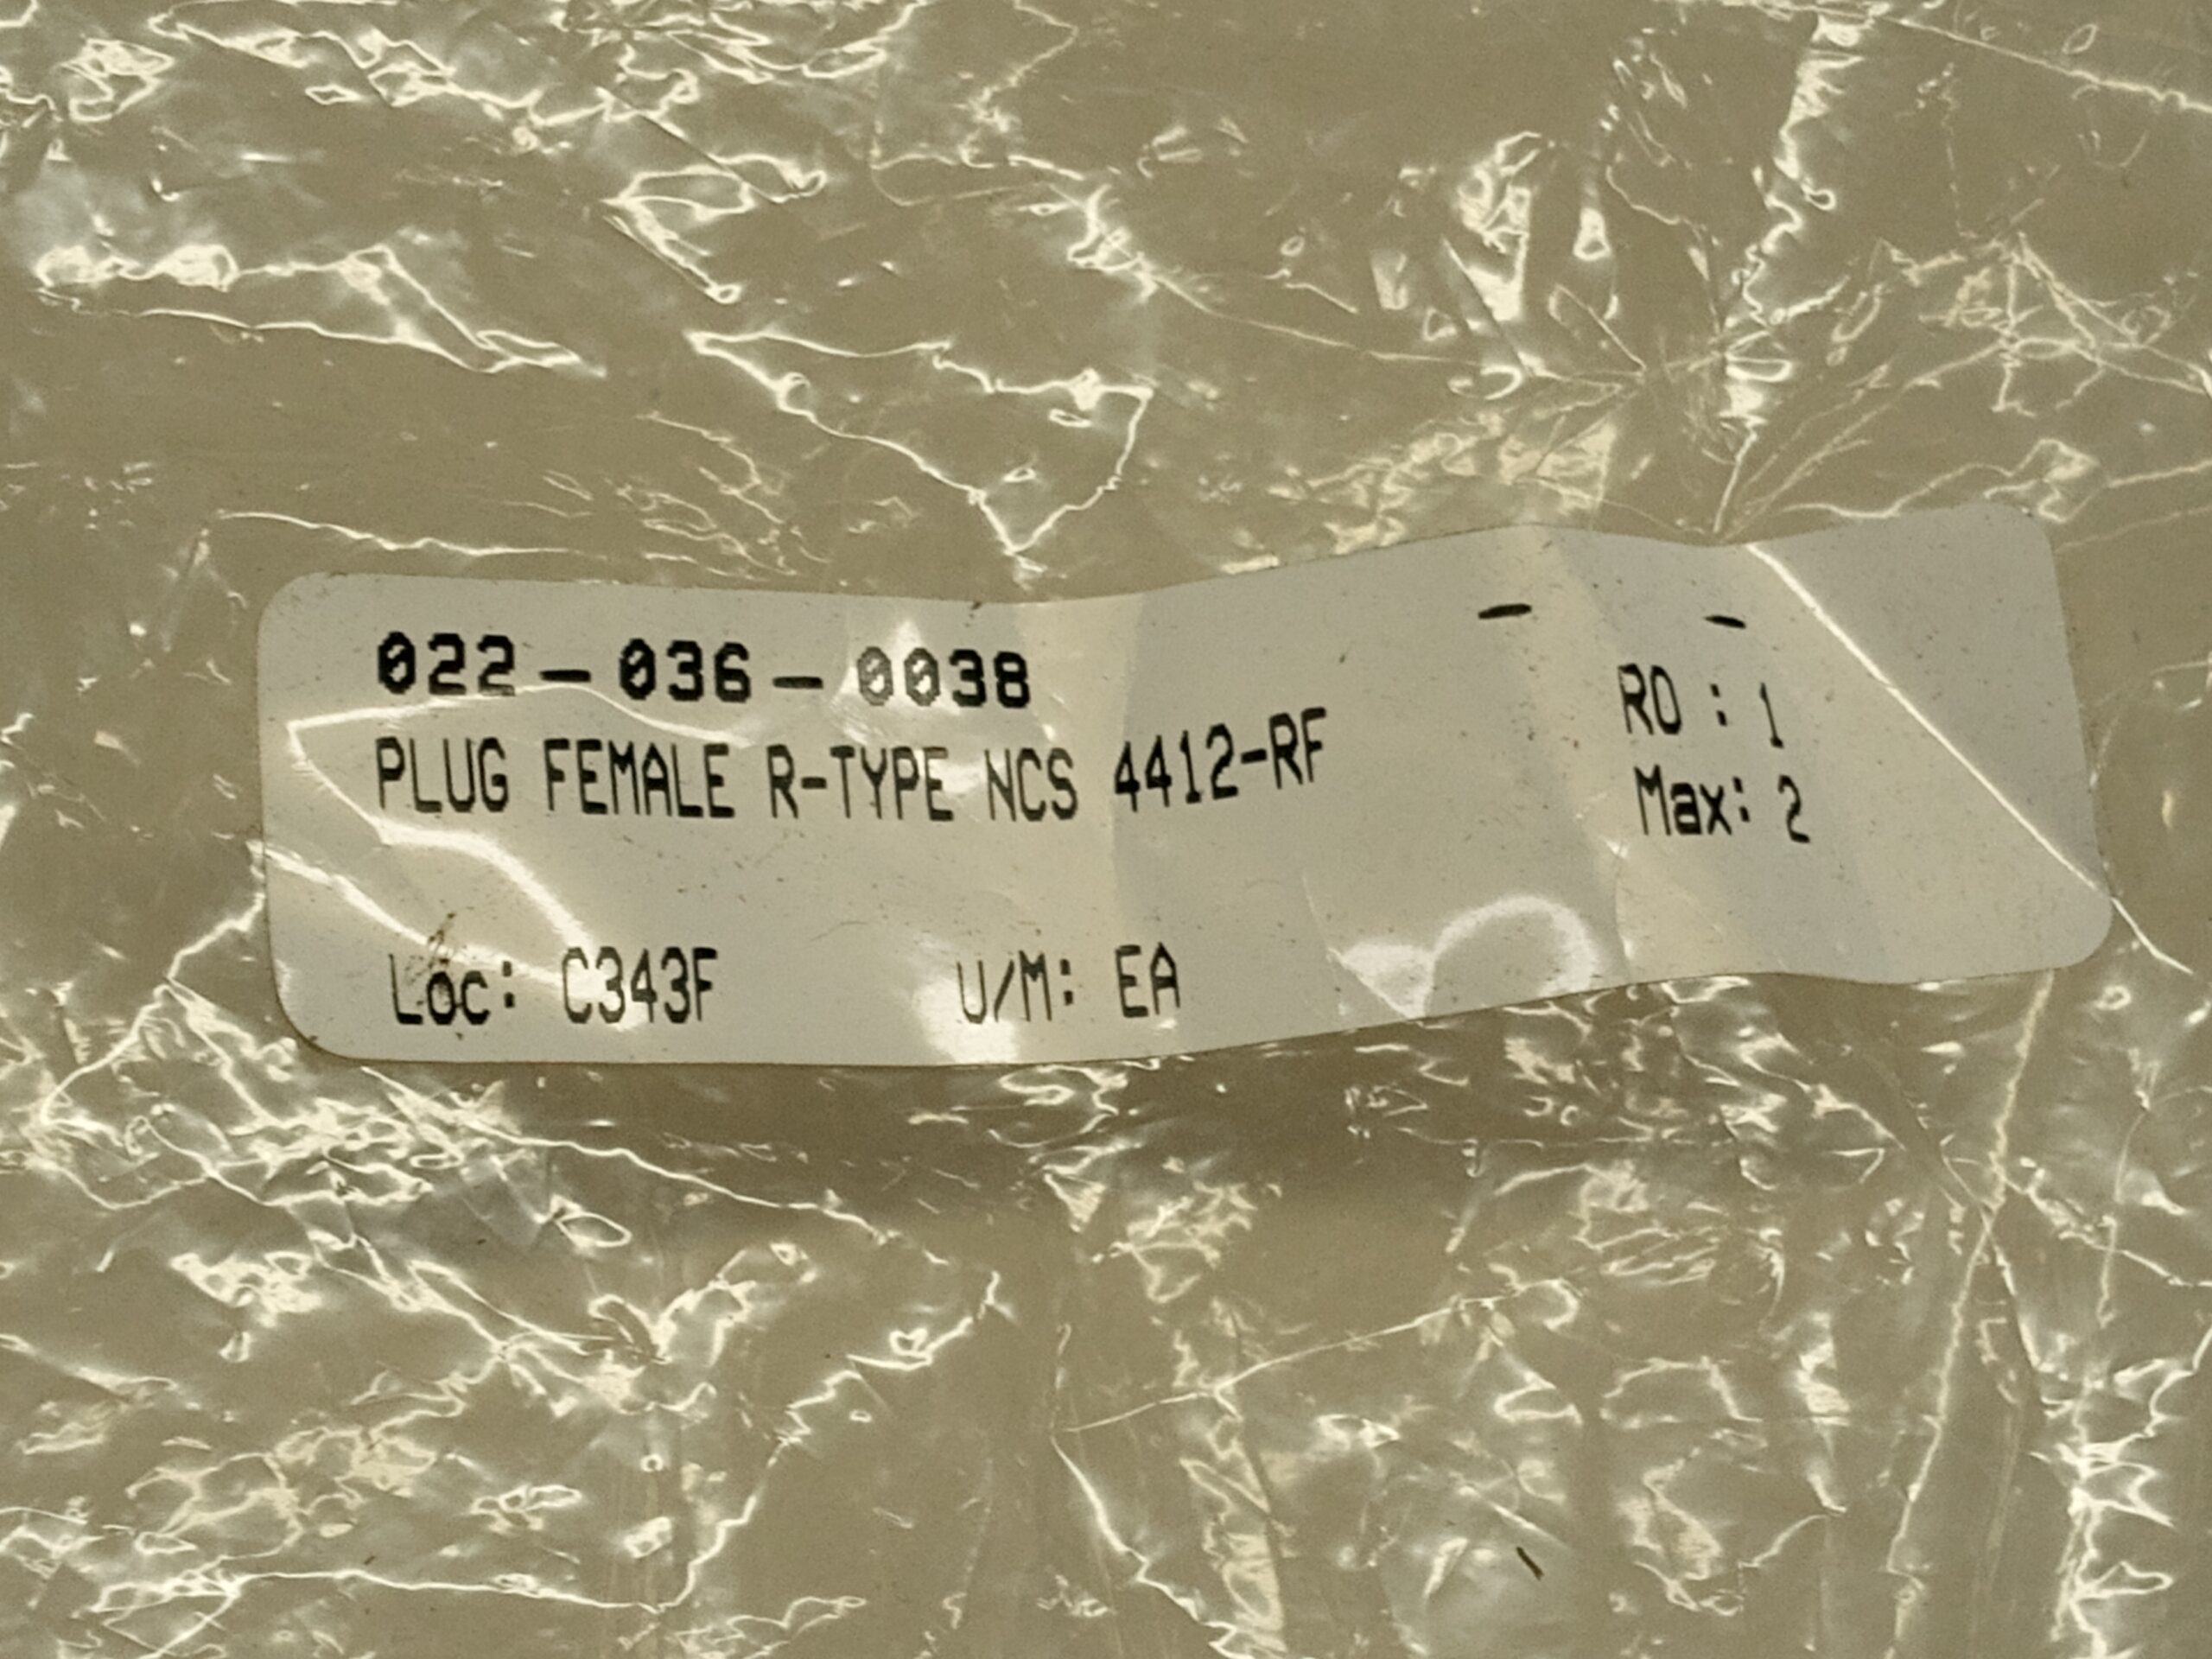 022-036-0038
PLUG FEMALE R-TYPE NCS 4412-RF
Loc: C343F U/M: EA
- -
RO : 1
Max: 2